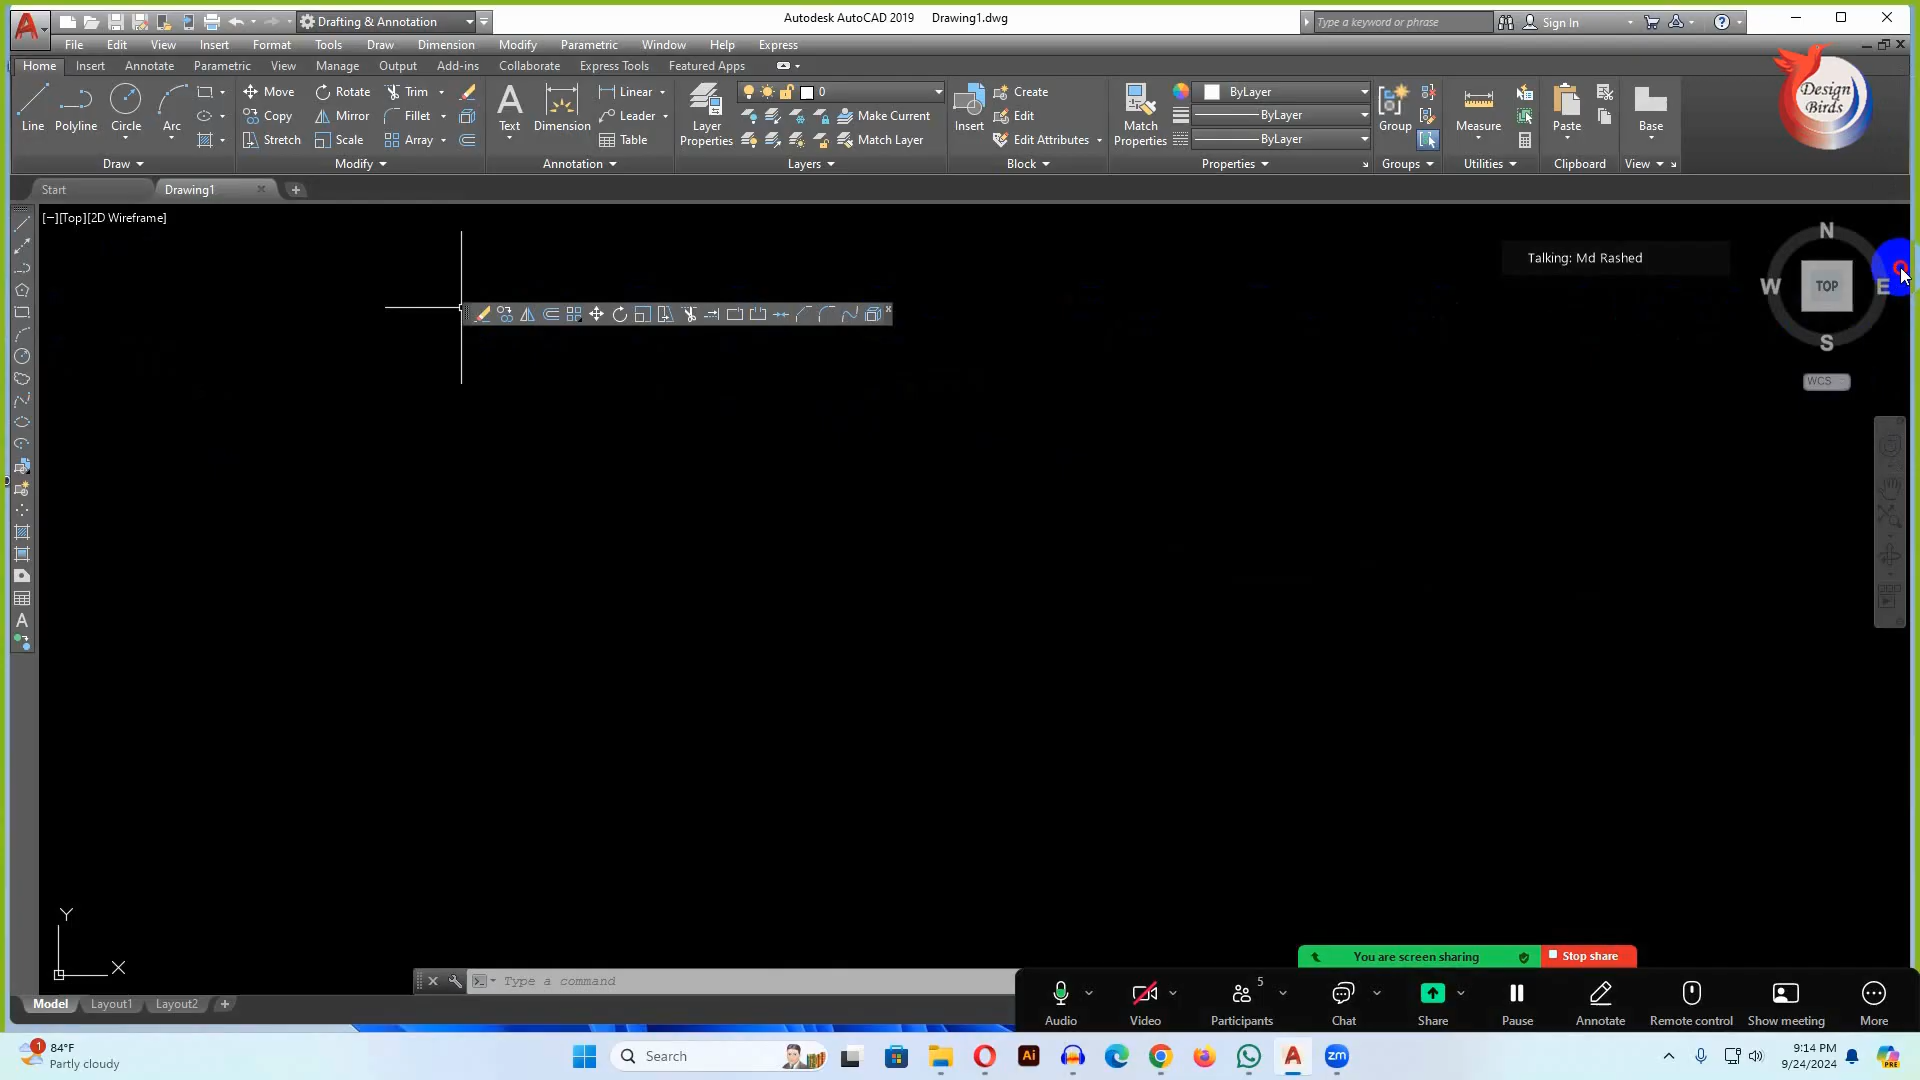 Drafting & Annotation
Autodesk AutoCAD 2019 Drawing1.dwg
Type a keyword or phrase
Sign In
File Edit View Insert Format Tools Draw Dimension Modify Parametric Window Help Express
Home Insert Annotate Parametric View Manage Output Add-ins Collaborate Express Tools Featured Apps
Line Polyline Circle Arc
Move Rotate Trim
Copy Mirror Fillet
Stretch Scale Array
Text Dimension
Linear
Leader
Table
Layer
Properties
0
Make Current
Match Layer
Insert
Create
Edit
Edit Attributes
Match
Properties
ByLayer
ByLayer
ByLayer
Group
Measure
Paste
Base
Draw Modify Annotation Layers Block Properties Groups Utilities Clipboard View
Design
Birds
Start Drawing1
[−][Top][2D Wireframe]
Talking: Md Rashed
N
W TOP E
S
WCS
Y
X
Type a command
You are screen sharing Stop share
Model Layout1 Layout2
5
Audio Video Participants Chat Share Pause Annotate Remote control Show meeting More
1
84°F
Partly cloudy
Search
Ai
A
zm
9:14 PM
9/24/2024
PRE